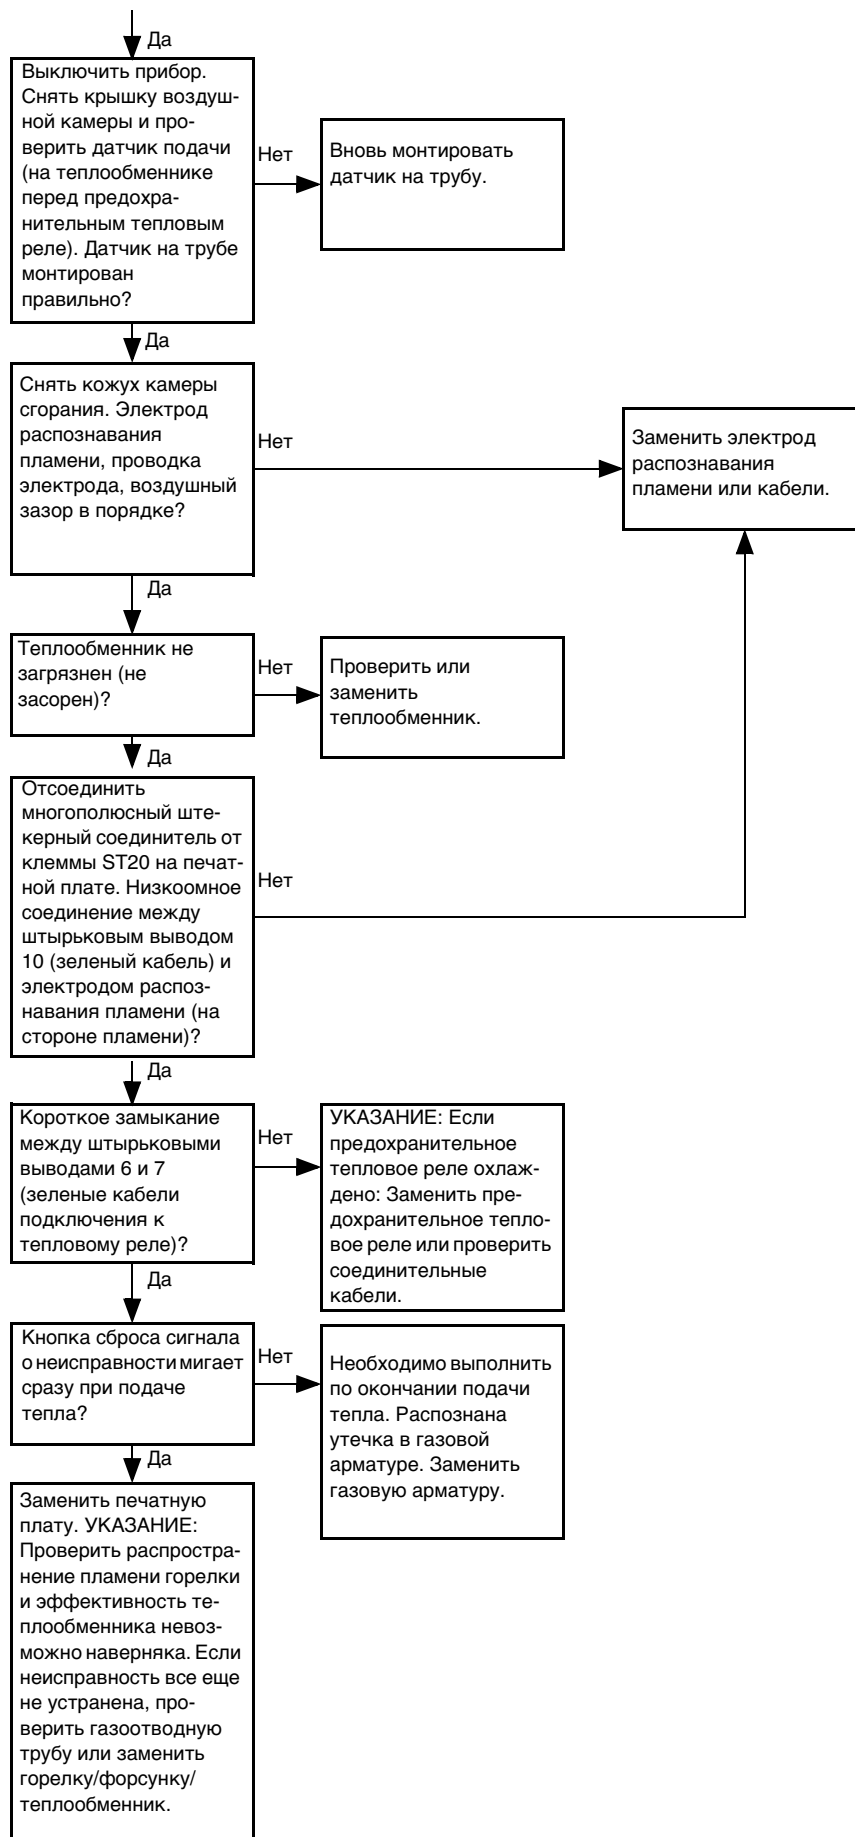 Да
Выключить прибор.
Снять крышку воздуш-
ной камеры и про-
верить датчик подачи
(на теплообменнике
перед предохра-
нительным тепловым
реле). Датчик на трубе
монтирован
правильно?
Нет
Вновь монтировать
датчик на трубу.
Да
Снять кожух камеры
сгорания. Электрод
распознавания
пламени, проводка
электрода, воздушный
зазор в порядке?
Нет
Заменить электрод
распознавания
пламени или кабели.
Да
Теплообменник не
загрязнен (не
засорен)?
Нет
Проверить или
заменить
теплообменник.
Да
Отсоединить
многополюсный ште-
керный соединитель от
клеммы ST20 на печат-
ной плате. Низкоомное
соединение между
штырьковым выводом
10 (зеленый кабель) и
электродом распоз-
навания пламени (на
стороне пламени)?
Нет
Да
Короткое замыкание
между штырьковыми
выводами 6 и 7
(зеленые кабели
подключения к
тепловому реле)?
Нет
УКАЗАНИЕ: Если
предохранительное
тепловое реле охлаж-
дено: Заменить пре-
дохранительное тепло-
вое реле или проверить
соединительные
кабели.
Да
Кнопка сброса сигнала
о неисправности мигает
сразу при подаче
тепла?
Нет
Необходимо выполнить
по окончании подачи
тепла. Распознана
утечка в газовой
арматуре. Заменить
газовую арматуру.
Да
Заменить печатную
плату. УКАЗАНИЕ:
Проверить распростра-
нение пламени горелки
и эффективность те-
плообменника невоз-
можно наверняка. Если
неисправность все еще
не устранена, про-
верить газоотводную
трубу или заменить
горелку/форсунку/
теплообменник.